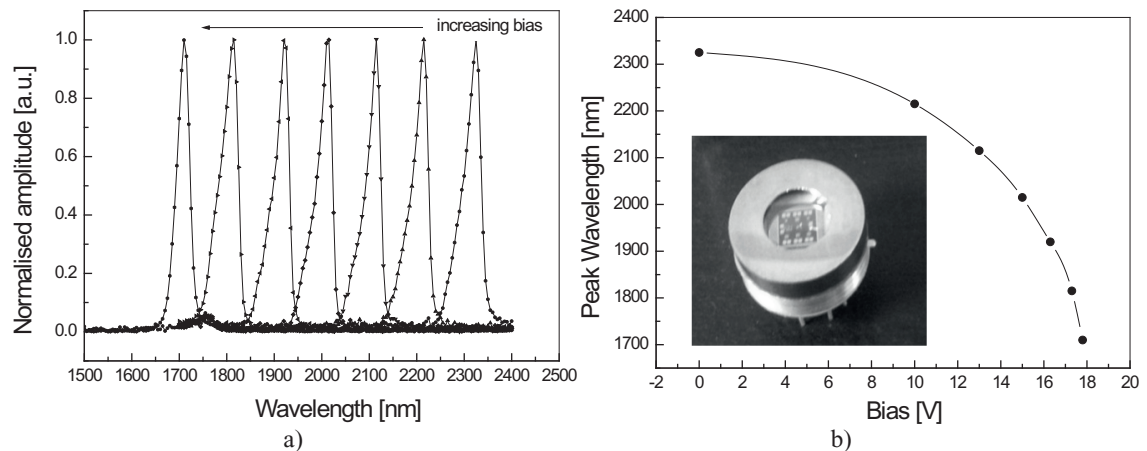 increasing bias
1.0
0.8
0.6
0.4
0.2
0.0
Normalised amplitude [a.u.]
1500 1600 1700 1800 1900 2000 2100 2200 2300 2400 2500
Wavelength [nm]
a)
2400
2300
2200
2100
2000
1900
1800
1700
Peak Wavelength [nm]
-2 0 2 4 6 8 10 12 14 16 18 20
Bias [V]
b)